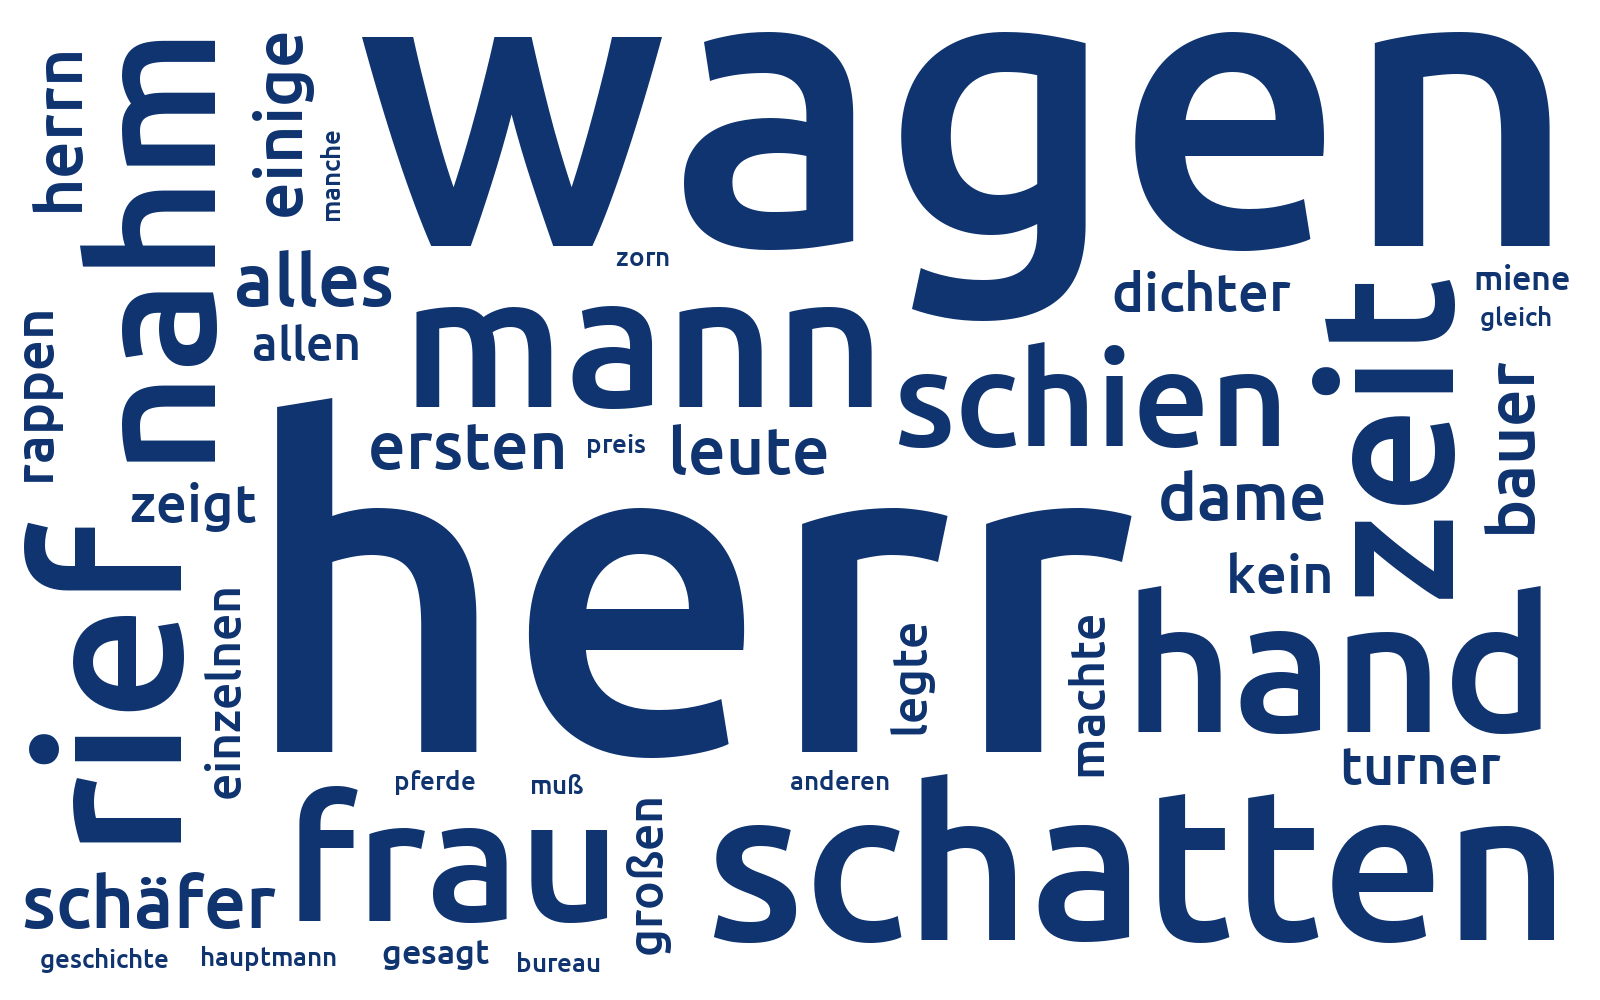 herrn
nahm
einige
manche
wagen
zorn
alles
allen
mann
dichter
miene
gleich
zeit
schien
rappen
ersten
preis
leute
bauer
dame
zeigt
herr
kein
rief
einzelnen
legte
machte
hand
turner
pferde
muß
anderen
frau
großen
schatten
schäfer
geschichte
hauptmann
gesagt
bureau